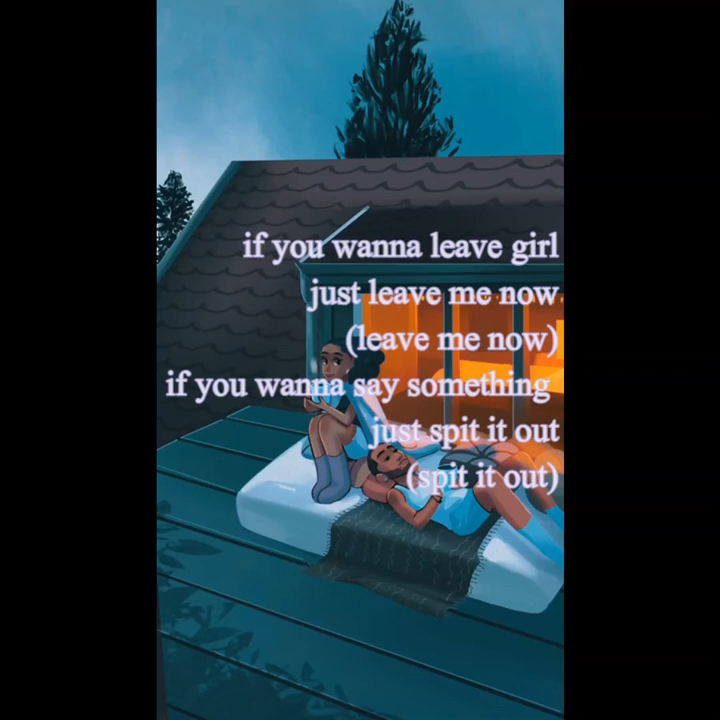 if you wanna leave girl
just leave me now
(leave me now)
if you wanna say something
just spit it out
(spit it out)